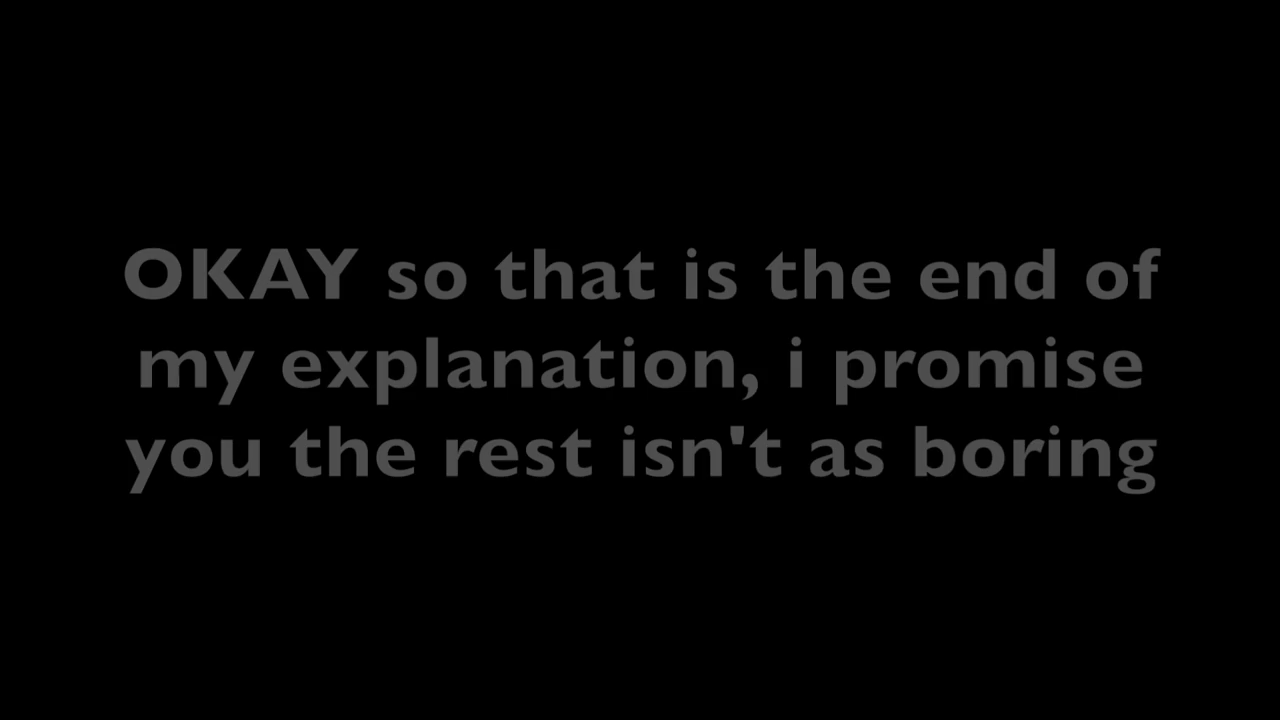 OKAY so that is the end of
my explanation, i promise
you the rest isn't as boring